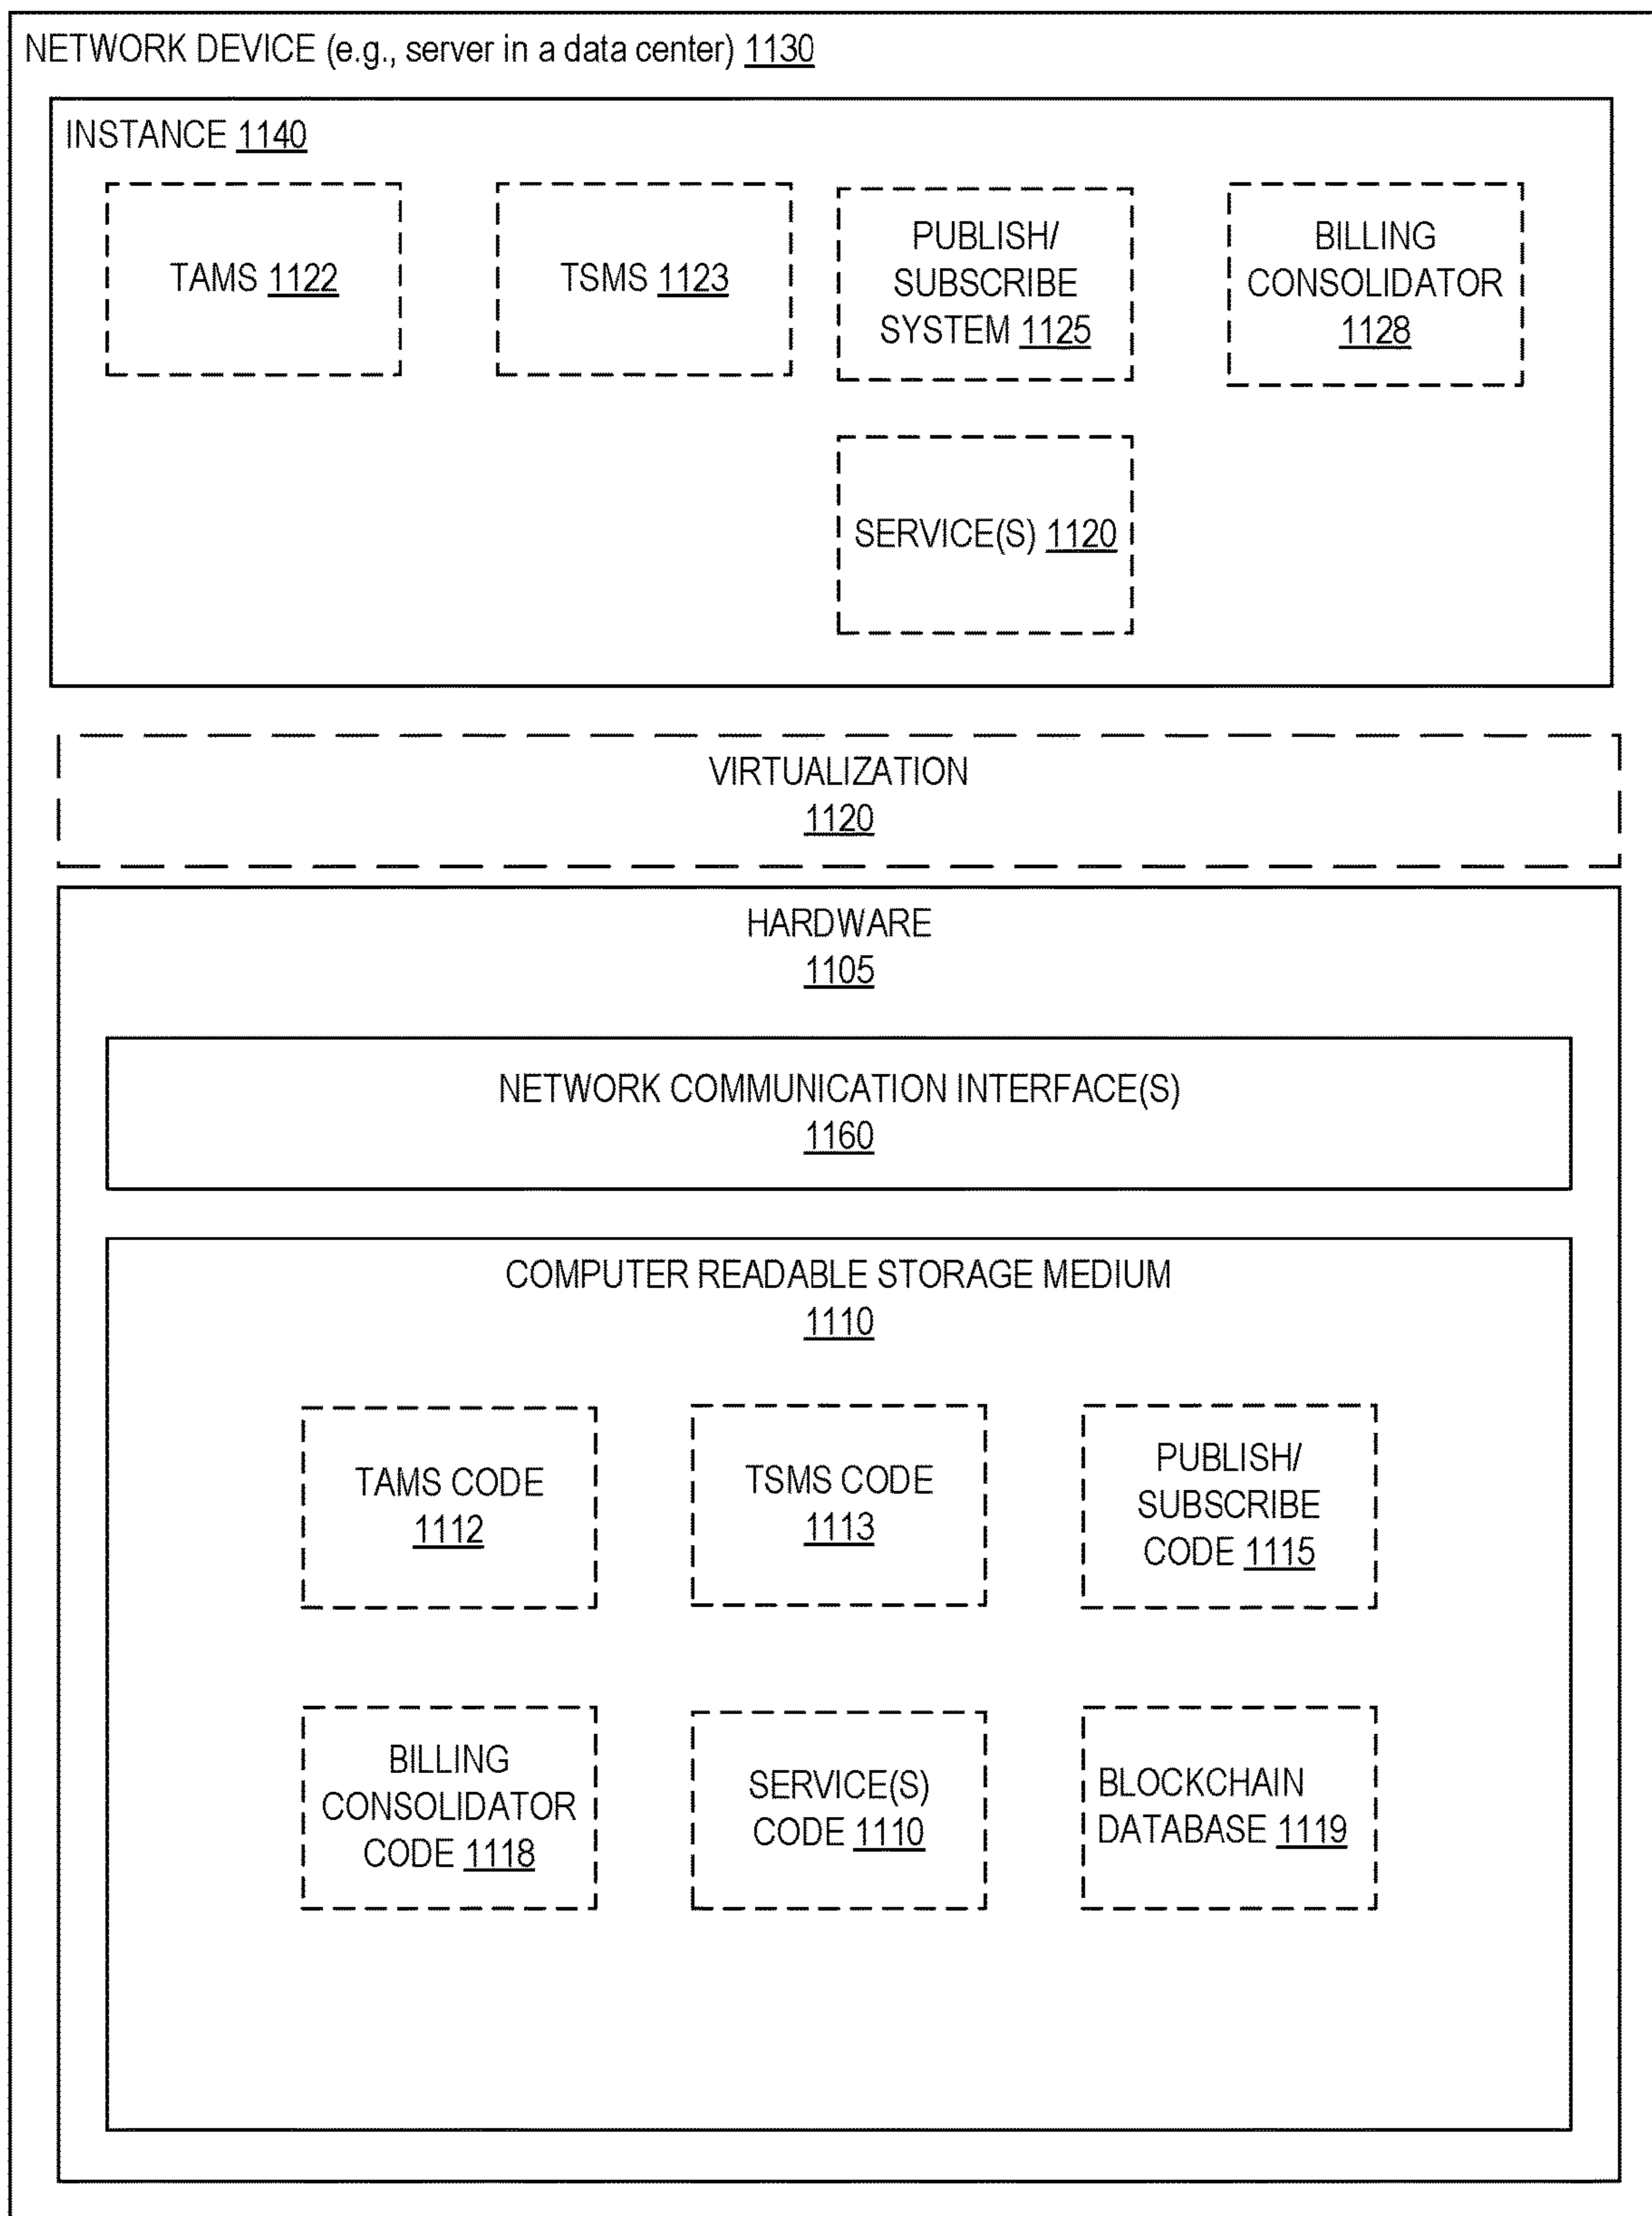 NETWORK DEVICE (e.g., server in a data center) 1130
INSTANCE 1140
TAMS 1122
TSMS 1123
PUBLISH/
SUBSCRIBE
SYSTEM 1125
BILLING
CONSOLIDATOR
1128
SERVICE(S) 1120
VIRTUALIZATION
1120
HARDWARE
1105
NETWORK COMMUNICATION INTERFACE(S)
1160
COMPUTER READABLE STORAGE MEDIUM
1110
TAMS CODE
1112
TSMS CODE
1113
PUBLISH/
SUBSCRIBE
CODE 1115
BILLING
CONSOLIDATOR
CODE 1118
SERVICE(S)
CODE 1110
BLOCKCHAIN
DATABASE 1119